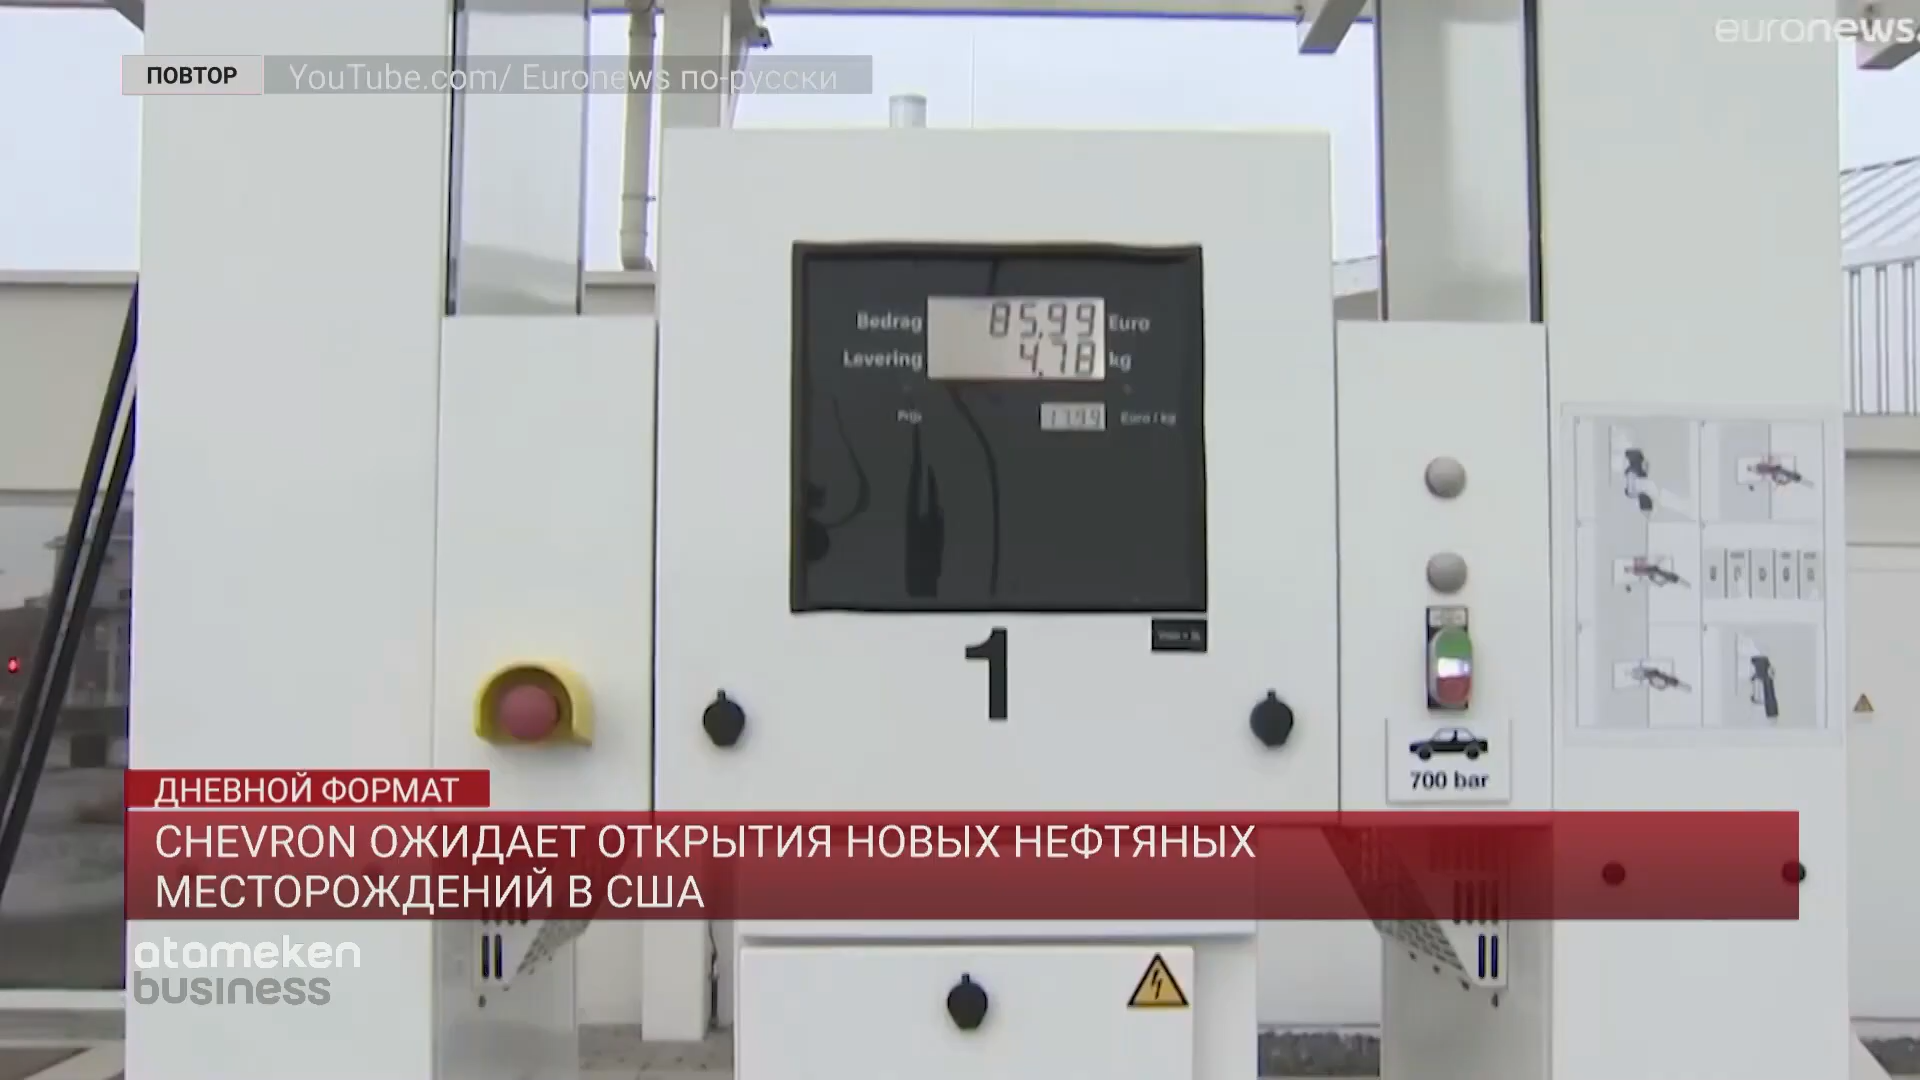 euronews.
ПОВТОР
YouTube.com/ Euronews по-русски
Bedrag 85.99 Euro
Levering 4.78 kg
Prijs Euro / kg
1
700 bar
ДНЕВНОЙ ФОРМАТ
CHEVRON ОЖИДАЕТ ОТКРЫТИЯ НОВЫХ НЕФТЯНЫХ
МЕСТОРОЖДЕНИЙ В США
atameken
business